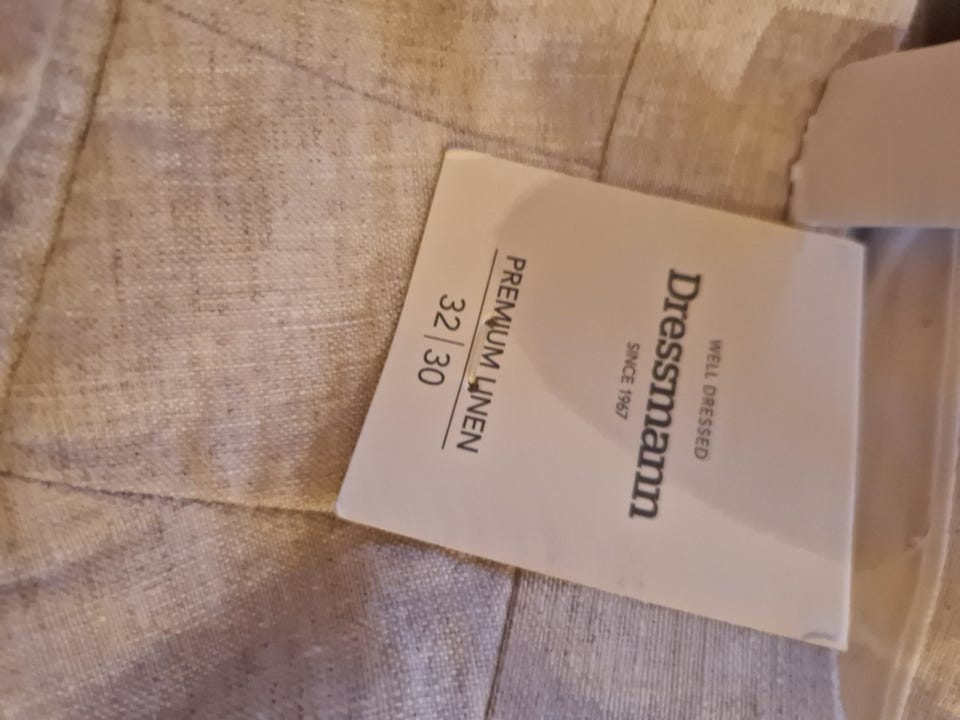 WELL DRESSED
Dressmann
SINCE 1967
PREMIUM LINEN
32|30